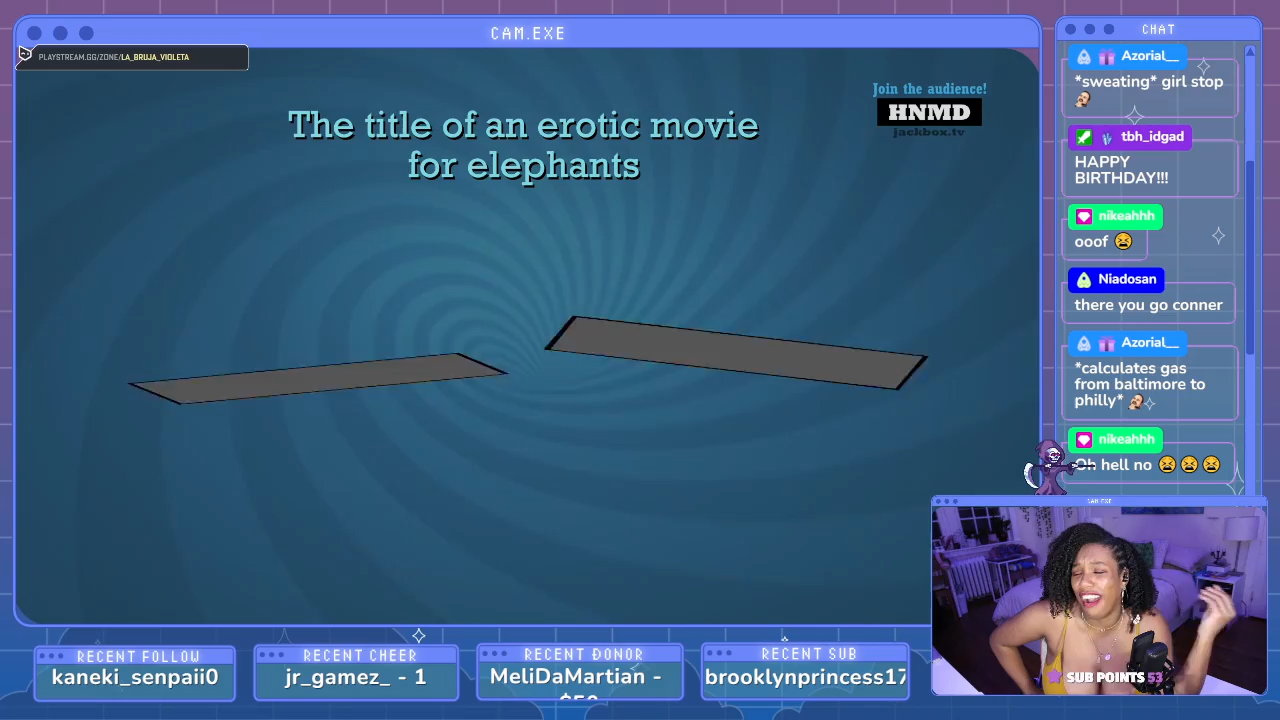 CAM.EXE
PLAYSTREAM.GG/ZONE/LA_BRUJA_VIOLETA
The title of an erotic movie
for elephants
Join the audience!
HNMD
jackbox.tv
CHAT
Azorial__
*sweating* girl stop
tbh_idgad
HAPPY
BIRTHDAY!!!
nikeahhh
ooof
Niadosan
there you go conner
Azorial__
*calculates gas
from baltimore to
philly*
nikeahhh
Oh hell no
CAM.EXE
SUB POINTS 53
RECENT FOLLOW
kaneki_senpaii0
RECENT CHEER
jr_gamez_ - 1
RECENT DONOR
MeliDaMartian -
RECENT SUB
brooklynprincess17